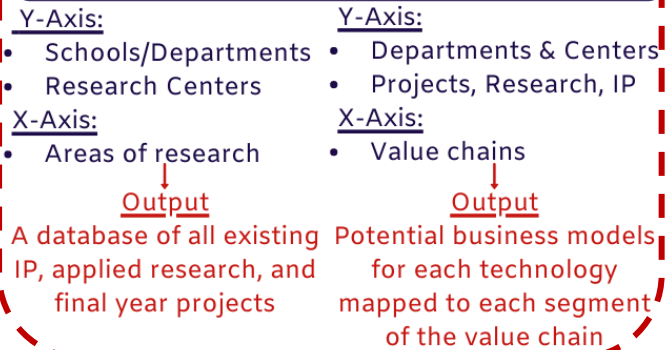 Y-Axis:
• Schools/Departments
• Research Centers
X-Axis:
• Areas of research
Output
A database of all existing
IP, applied research, and
final year projects
Y-Axis:
• Departments & Centers
• Projects, Research, IP
X-Axis:
• Value chains
Output
Potential business models
for each technology
mapped to each segment
of the value chain